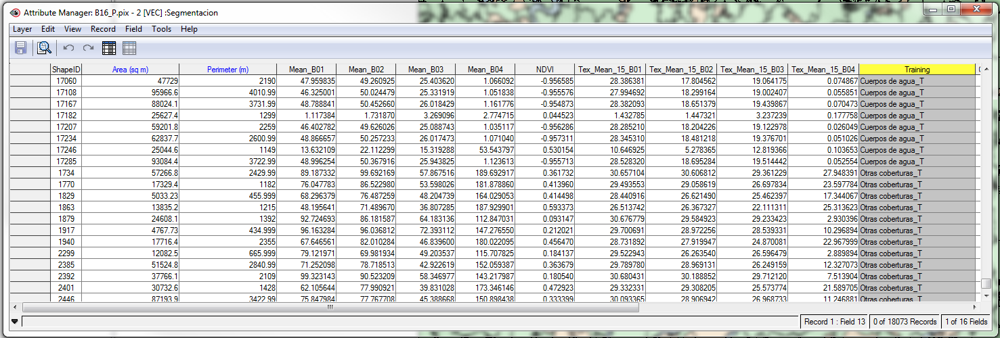 Attribute Manager: B16_P.pix - 2 [VEC] :Segmentacion
Layer Edit View Record Field Tools Help
ShapeID Area (sq m) Perimeter (m) Mean_B01 Mean_B02 Mean_B03 Mean_B04 NDVI Tex_Mean_15_B01 Tex_Mean_15_B02 Tex_Mean_15_B03 Tex_Mean_15_B04 Training
17060 47729 2190 47.959835 49.260925 25.403620 1.066092 -0.956585 28.386381 17.804562 19.064175 0.074867 Cuerpos de agua_T
17108 95966.6 4010.99 46.325001 50.024479 25.331919 1.051838 -0.955576 27.994692 18.299164 19.002407 0.055851 Cuerpos de agua_T
17167 88024.1 3731.99 48.788841 50.452660 26.018429 1.161776 -0.954873 28.382093 18.651379 19.439867 0.070473 Cuerpos de agua_T
17182 25627.4 1299 1.117384 1.731870 3.269096 2.774715 0.044523 1.432785 1.447321 3.237239 0.177758 Cuerpos de agua_T
17207 59201.8 2259 46.402782 49.626026 25.088743 1.035117 -0.956286 28.285210 18.204226 19.122978 0.026049 Cuerpos de agua_T
17234 62837.7 2600.99 48.866657 50.257233 26.017473 1.071040 -0.957311 28.345310 18.481218 19.376701 0.051026 Cuerpos de agua_T
17246 25044.6 1149 13.632109 22.112299 15.319288 53.543797 0.530154 10.646925 5.278365 12.819366 0.103653 Cuerpos de agua_T
17285 93084.4 3722.99 48.996254 50.367916 25.943825 1.123613 -0.955713 28.528320 18.695284 19.514442 0.052554 Cuerpos de agua_T
1734 57266.8 2429.99 89.187332 99.692169 57.867516 189.692917 0.361732 30.657104 30.606812 29.361229 27.948391 Otras coberturas_T
1770 17329.4 1182 76.047783 86.522980 53.598026 181.878860 0.413960 29.493553 29.058619 26.697834 23.597784 Otras coberturas_T
1829 5033.23 455.999 68.296379 76.487259 48.204739 164.029053 0.414498 28.440916 26.621490 25.462397 17.344067 Otras coberturas_T
1863 13835.2 1215 48.195641 71.489670 36.807285 187.929901 0.593373 26.513742 26.367327 22.111311 25.313623 Otras coberturas_T
1879 24608.1 1392 92.724693 86.181587 64.183136 112.847031 0.093147 30.676779 29.584923 29.233423 2.930396 Otras coberturas_T
1917 4767.73 434.999 96.163284 96.036812 72.393112 147.276550 0.212021 29.700691 28.972256 28.539331 10.296894 Otras coberturas_T
1940 17716.4 2355 67.646561 82.010284 46.839600 180.022095 0.456470 28.731892 27.919947 24.870081 22.967999 Otras coberturas_T
2299 12082.5 665.999 79.121971 69.981934 49.203537 115.707825 0.184137 29.522943 26.263540 26.596479 2.889894 Otras coberturas_T
2385 51524.8 2840.99 71.252098 78.718513 42.922619 152.059387 0.363679 29.789780 28.969131 26.249159 12.327073 Otras coberturas_T
2392 37766.1 2109 99.323143 90.523209 58.346977 143.217987 0.180540 30.680431 30.188852 29.712120 7.513904 Otras coberturas_T
2401 30732.6 1428 62.105644 77.990921 39.831028 173.346146 0.472923 29.332331 29.308205 25.573774 21.589705 Otras coberturas_T
2446 87193.9 3422.99 75.847984 77.767708 45.388668 150.898438 0.333399 30.093365 28.906942 26.968733 11.246881 Otras coberturas_T
Record 1 : Field 13 0 of 18073 Records 1 of 16 Fields